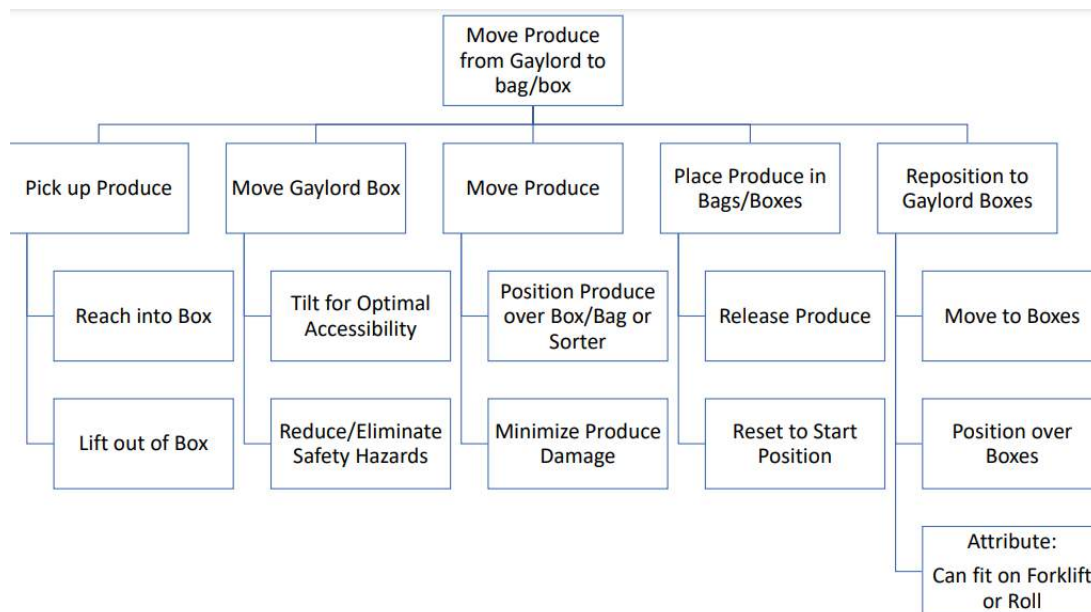 Move Produce
from Gaylord to
bag/box
Pick up Produce
Move Gaylord Box
Move Produce
Place Produce in
Bags/Boxes
Reposition to
Gaylord Boxes
Reach into Box
Tilt for Optimal
Accessibility
Position Produce
over Box/Bag or
Sorter
Release Produce
Move to Boxes
Lift out of Box
Reduce/Eliminate
Safety Hazards
Minimize Produce
Damage
Reset to Start
Position
Position over
Boxes
Attribute:
Can fit on Forklift
or Roll